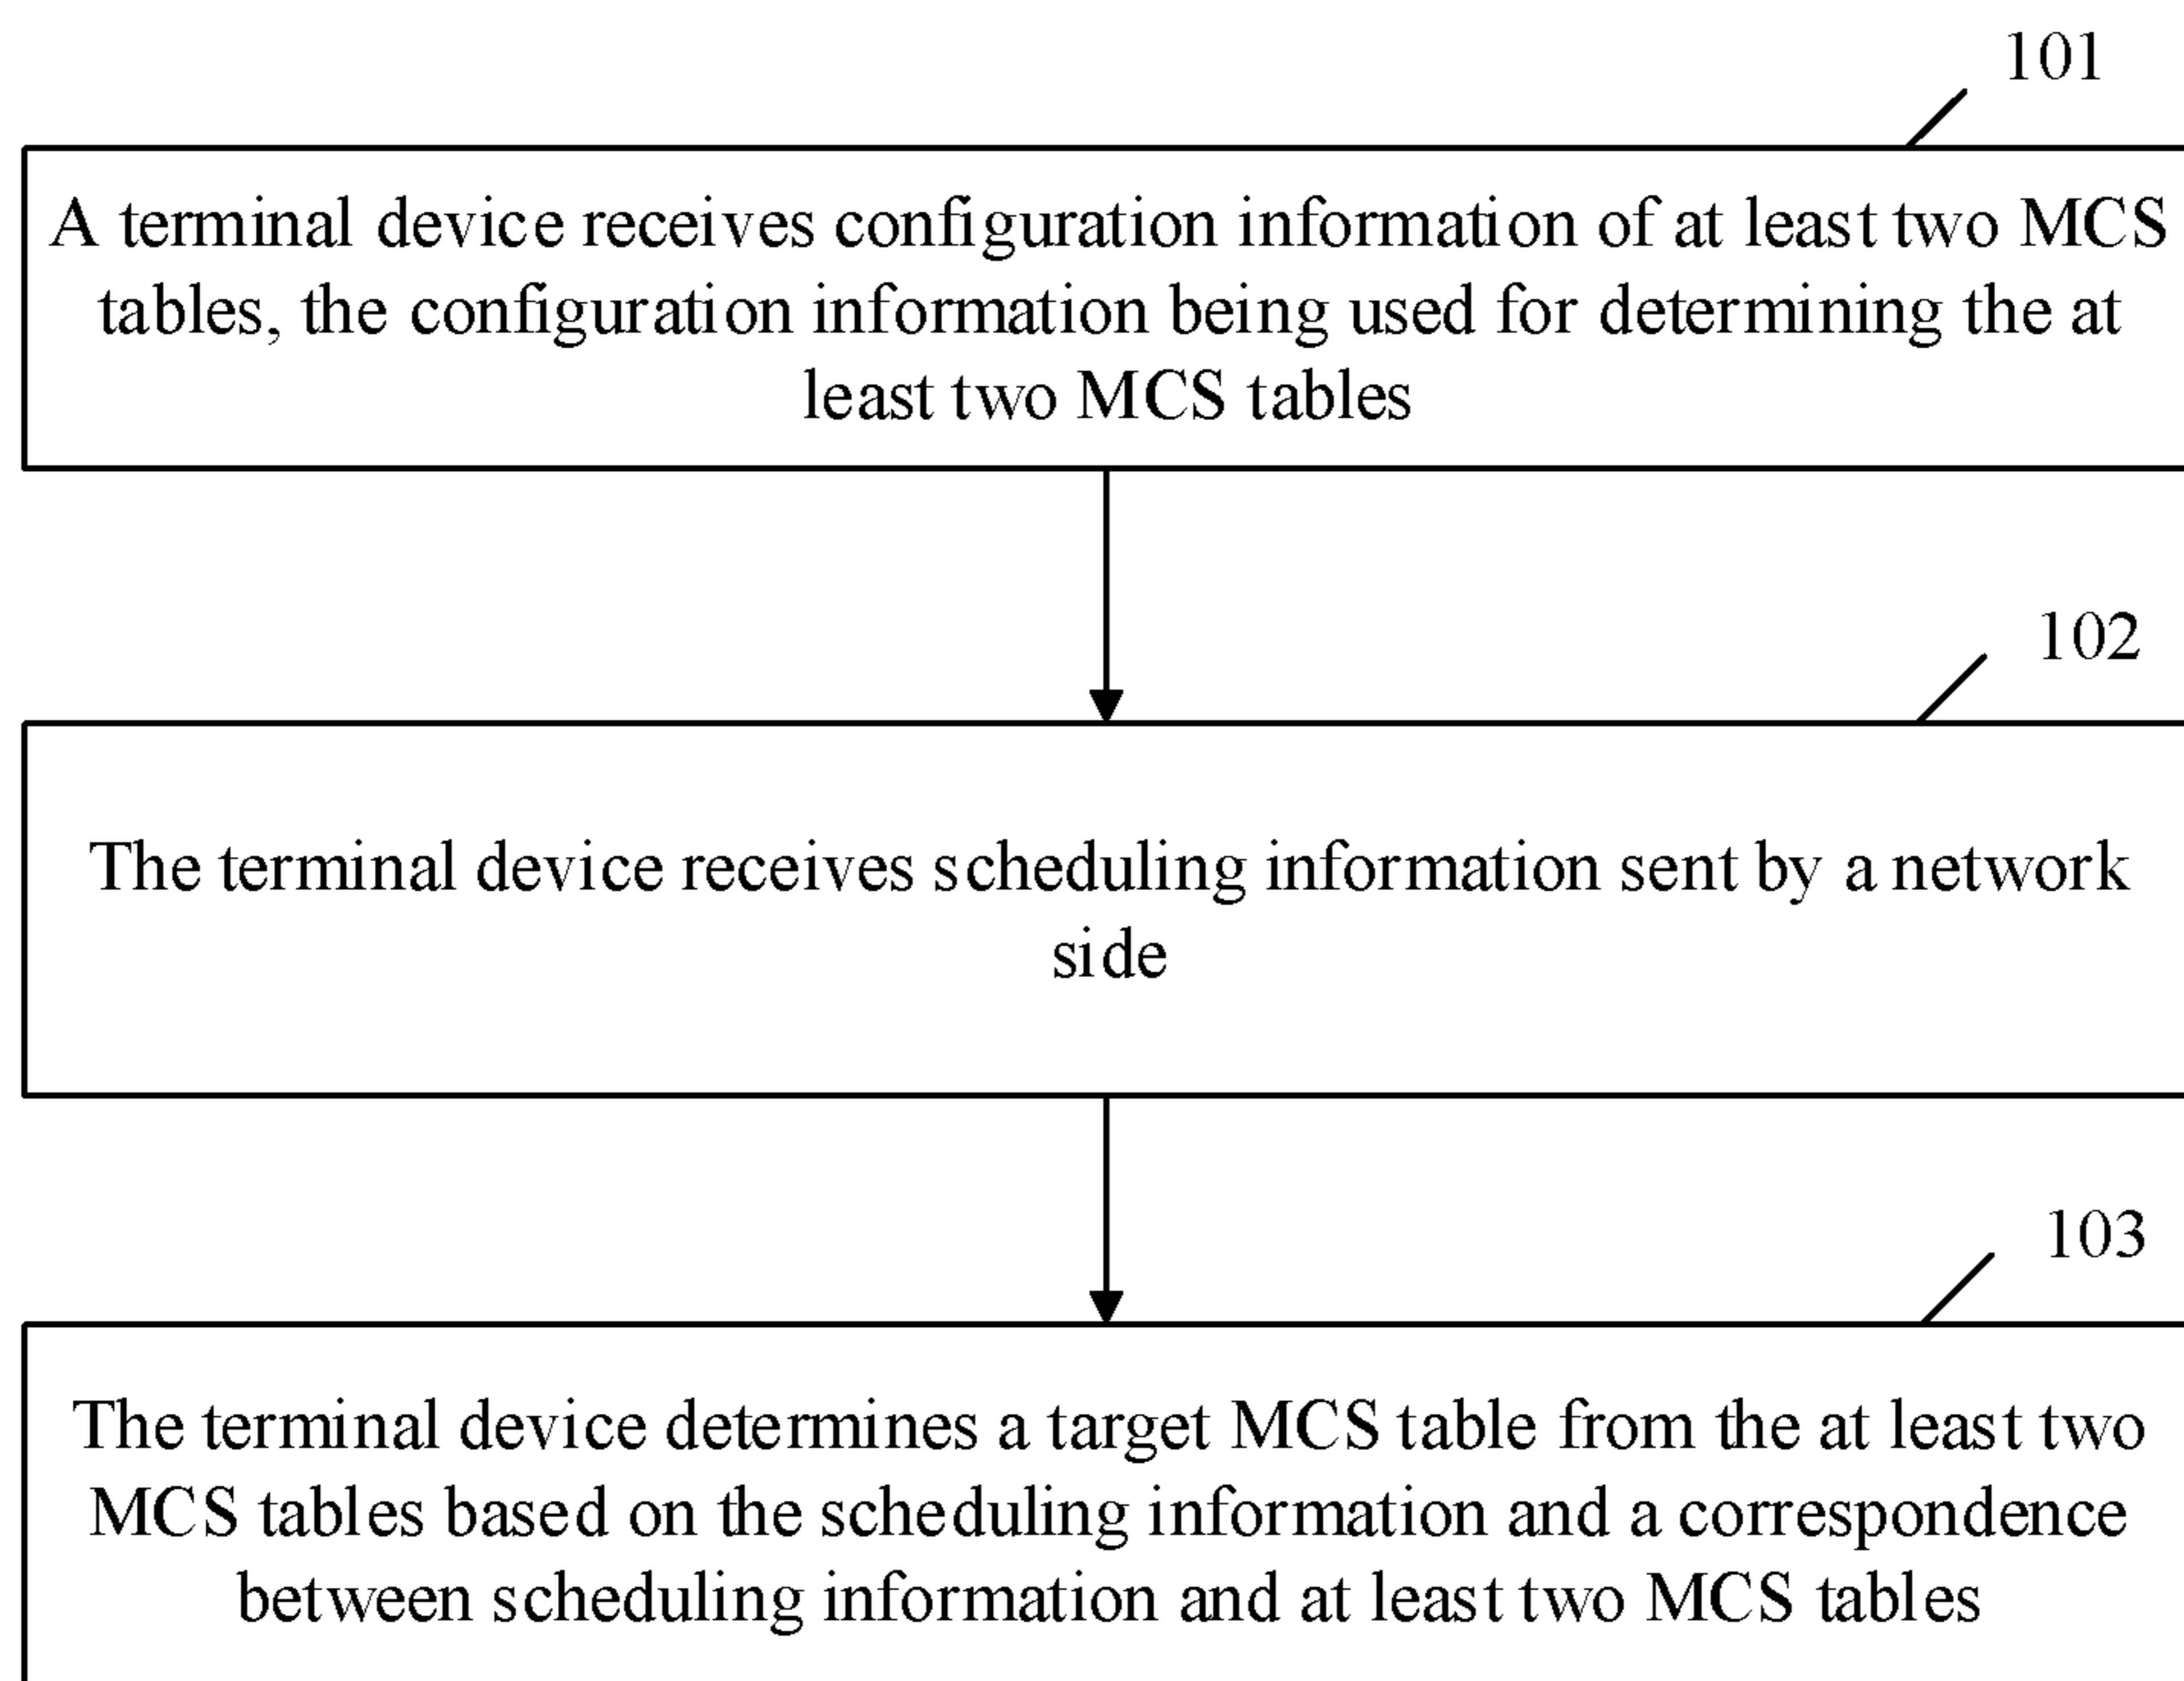 101
A terminal device receives configuration information of at least two MCS
tables, the configuration information being used for determining the at
least two MCS tables
102
The terminal device receives scheduling information sent by a network
side
103
The terminal device determines a target MCS table from the at least two
MCS tables based on the scheduling information and a correspondence
between scheduling information and at least two MCS tables